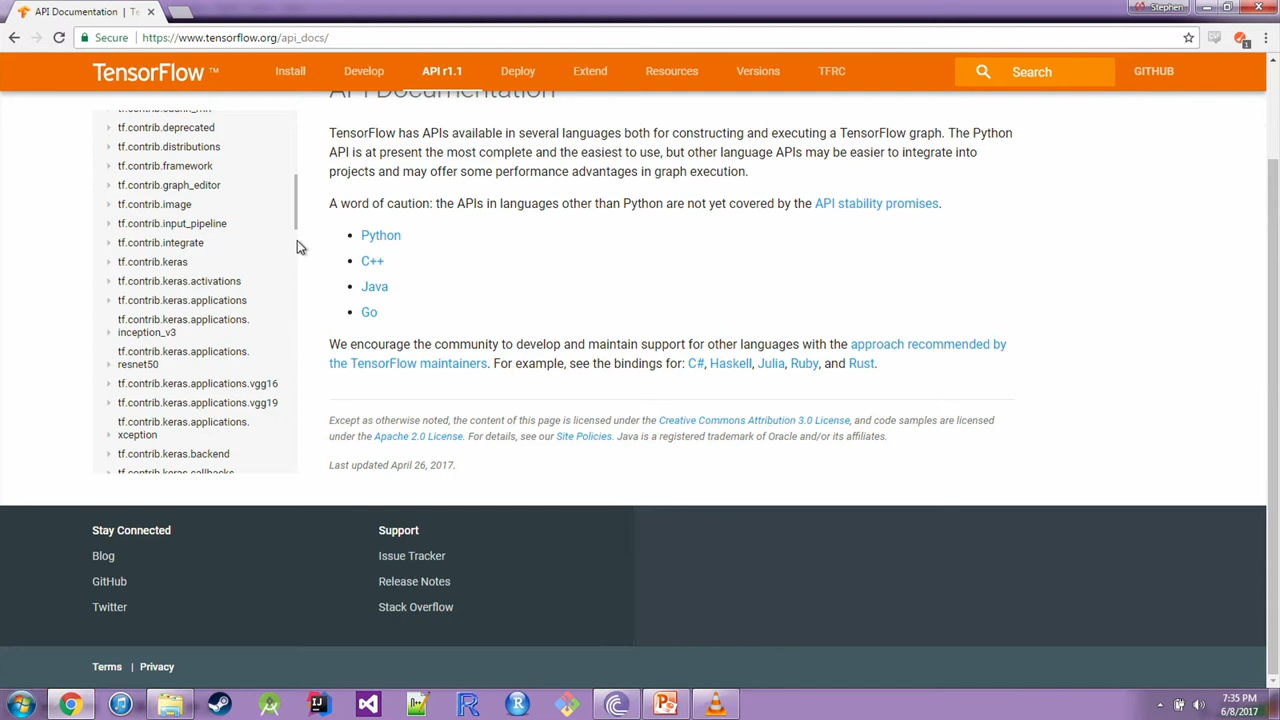 API Documentation | Te
Stephen
Secure
https://www.tensorflow.org/api_docs/
TensorFlow™
Install
Develop
API r1.1
Deploy
Extend
Resources
Versions
TFRC
Search
GITHUB
API Documentation
tf.contrib.deprecated
tf.contrib.distributions
tf.contrib.framework
tf.contrib.graph_editor
tf.contrib.image
tf.contrib.input_pipeline
tf.contrib.integrate
tf.contrib.keras
tf.contrib.keras.activations
tf.contrib.keras.applications
tf.contrib.keras.applications.
inception_v3
tf.contrib.keras.applications.
resnet50
tf.contrib.keras.applications.vgg16
tf.contrib.keras.applications.vgg19
tf.contrib.keras.applications.
xception
tf.contrib.keras.backend
tf.contrib.keras.callbacks
TensorFlow has APIs available in several languages both for constructing and executing a TensorFlow graph. The Python
API is at present the most complete and the easiest to use, but other language APIs may be easier to integrate into
projects and may offer some performance advantages in graph execution.
A word of caution: the APIs in languages other than Python are not yet covered by the API stability promises.
Python
C++
Java
Go
We encourage the community to develop and maintain support for other languages with the approach recommended by
the TensorFlow maintainers. For example, see the bindings for: C#, Haskell, Julia, Ruby, and Rust.
Except as otherwise noted, the content of this page is licensed under the Creative Commons Attribution 3.0 License, and code samples are licensed
under the Apache 2.0 License. For details, see our Site Policies. Java is a registered trademark of Oracle and/or its affiliates.
Last updated April 26, 2017.
Stay Connected
Blog
GitHub
Twitter
Support
Issue Tracker
Release Notes
Stack Overflow
Terms | Privacy
7:35 PM
6/8/2017